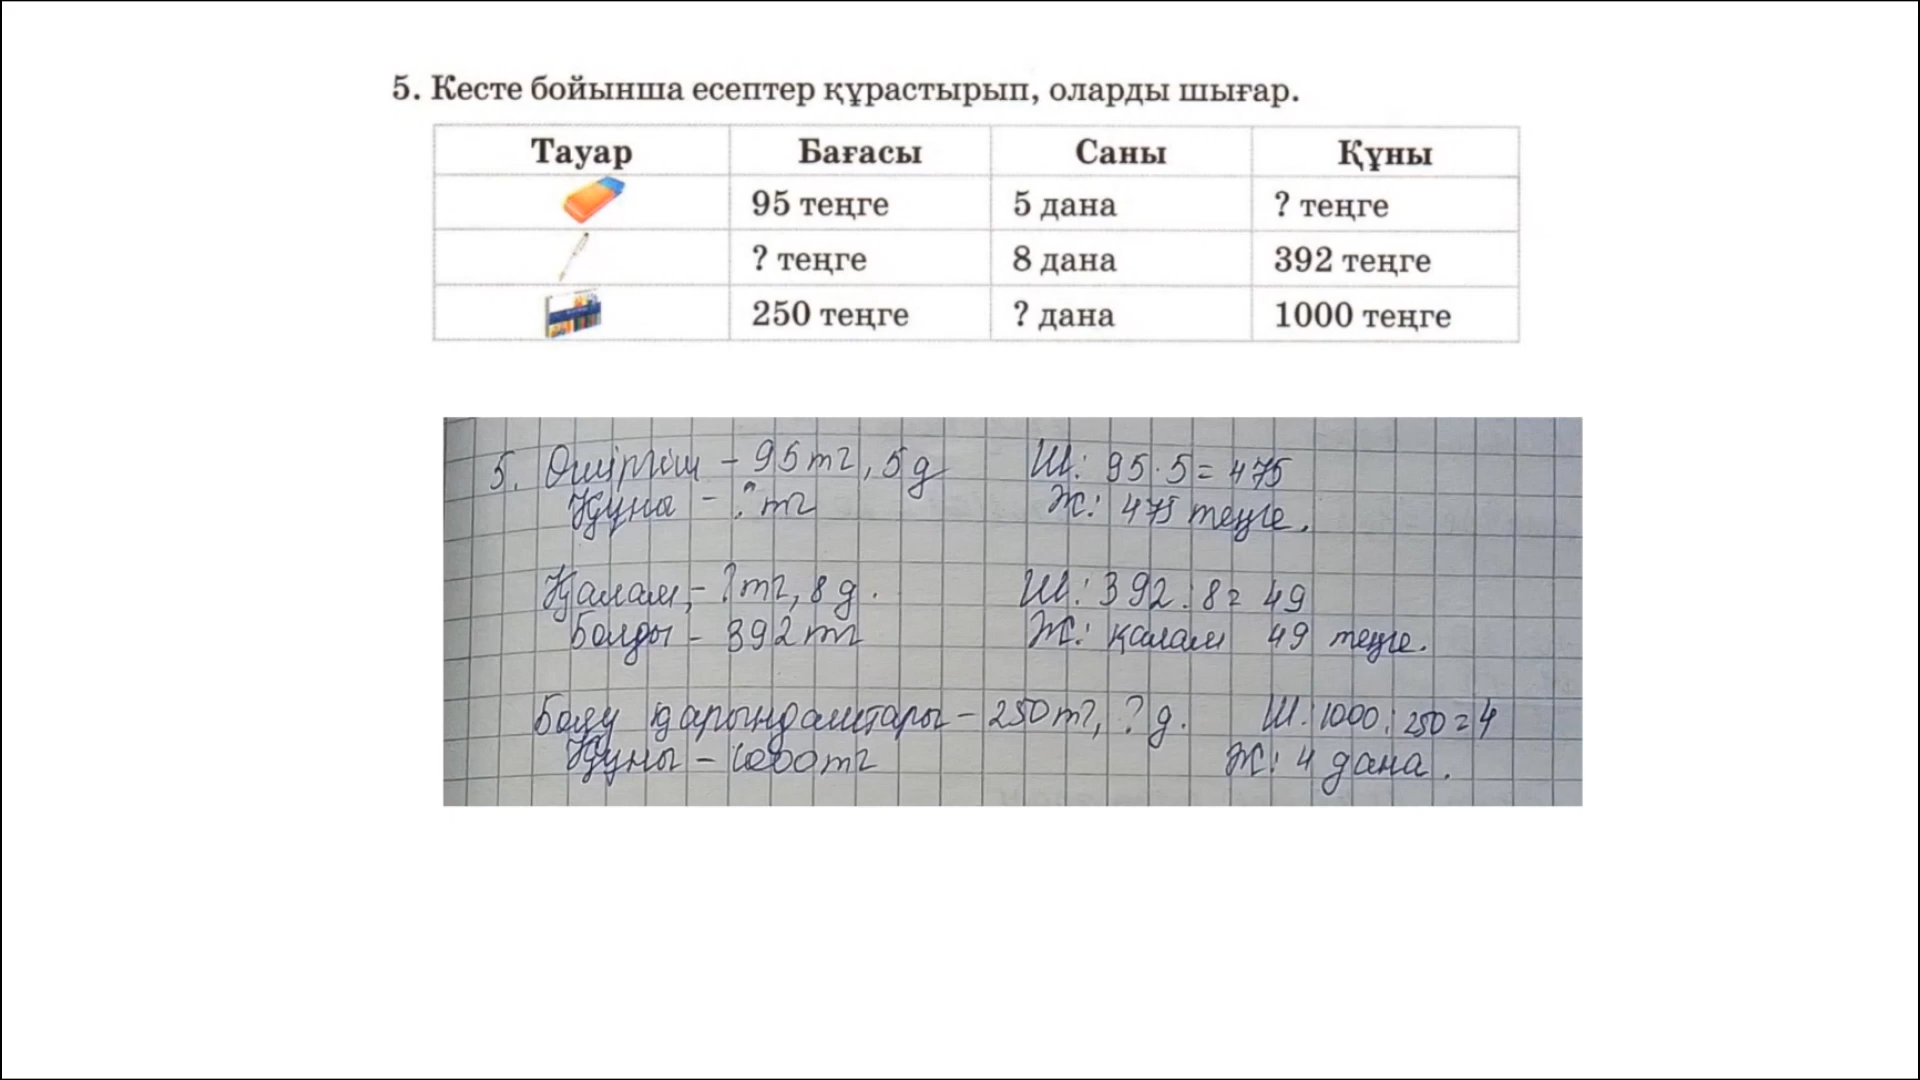 5. Кесте бойынша есептер құрастырып, оларды шығар.
Тауар Бағасы Саны Құны
95 теңге 5 дана ? теңге
? теңге 8 дана 392 теңге
250 теңге ? дана 1000 теңге
5. Өшіргіш – 95 тг, 5 д Ш: 95·5=475
Құны – ? тг Ж: 475 теңге.
Қалам, – ? тг, 8 д. Ш: 392:8=49
Болды – 392 тг Ж: қалам 49 теңге.
Бояу қарындаштары – 250 тг, ? д. Ш: 1000:250=4
Құны – 1000 тг Ж: 4 дана.